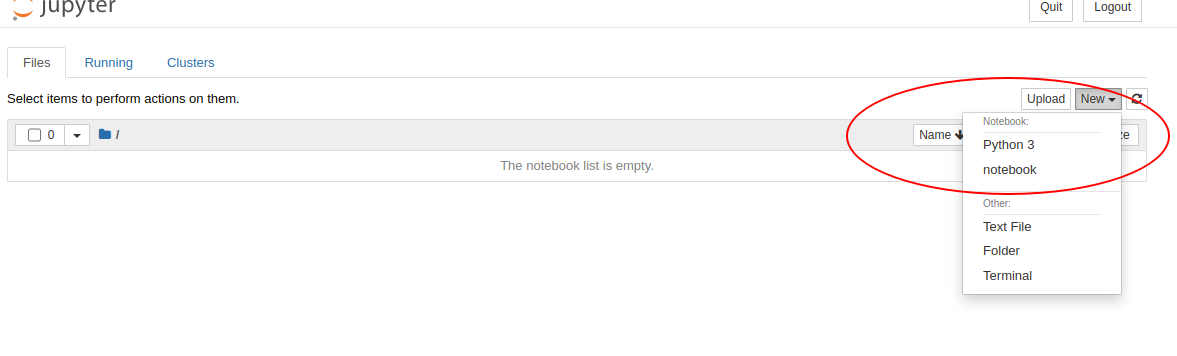 jupyter
Quit Logout
Files Running Clusters
Select items to perform actions on them.
Upload New
0 / Name
Notebook:
Python 3
notebook
The notebook list is empty.
Other:
Text File
Folder
Terminal